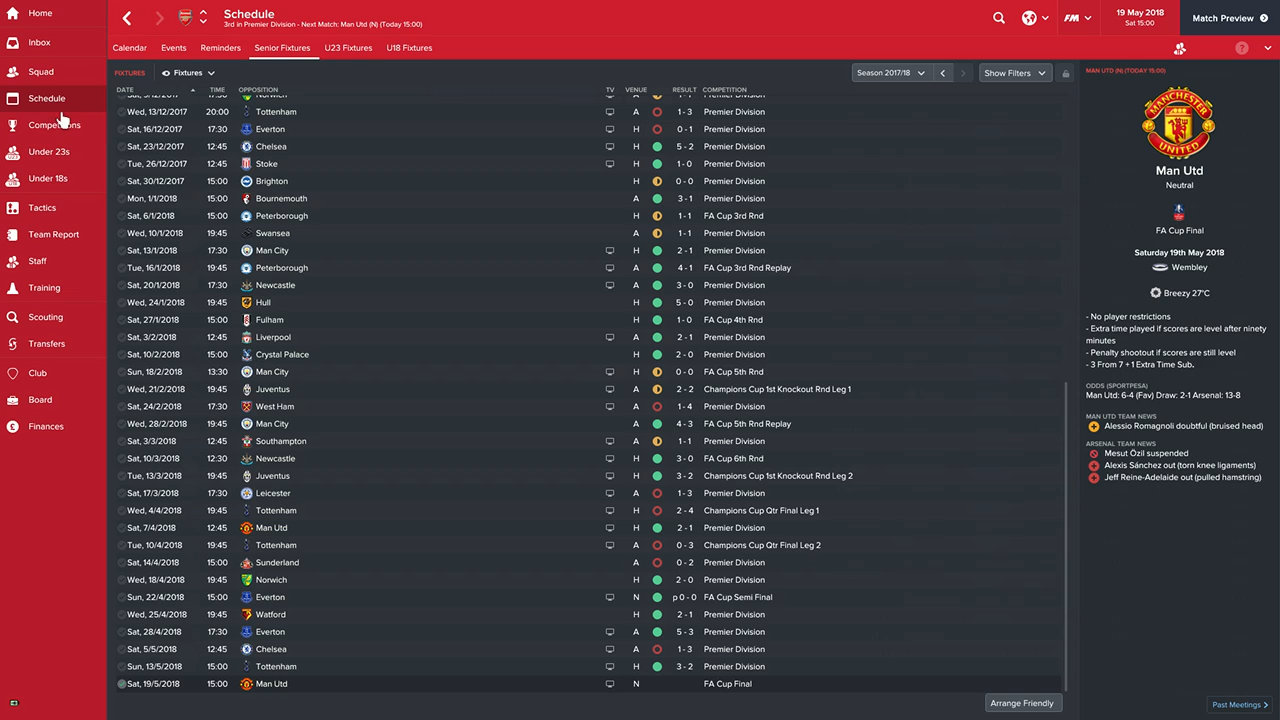 Home
Inbox
Squad
Schedule
Competitions
Under 23s
Under 18s
Tactics
Team Report
Staff
Training
Scouting
Transfers
Club
Board
Finances
Schedule
3rd in Premier Division - Next Match: Man Utd (N) (Today 15:00)
FM
19 May 2018
Sat 15:00
Match Preview
Calendar Events Reminders Senior Fixtures U23 Fixtures U18 Fixtures
FIXTURES Fixtures Season 2017/18 Show Filters
DATE TIME OPPOSITION TV VENUE RESULT COMPETITION
Sat, 9/12/2017 17:30 Norwich A 1-1 Premier Division
Wed, 13/12/2017 20:00 Tottenham A 1-3 Premier Division
Sat, 16/12/2017 17:30 Everton H 0-1 Premier Division
Sat, 23/12/2017 12:45 Chelsea H 5-2 Premier Division
Tue, 26/12/2017 12:45 Stoke A 1-0 Premier Division
Sat, 30/12/2017 15:00 Brighton H 0-0 Premier Division
Mon, 1/1/2018 15:00 Bournemouth A 3-1 Premier Division
Sat, 6/1/2018 15:00 Peterborough H 1-1 FA Cup 3rd Rnd
Wed, 10/1/2018 19:45 Swansea A 1-1 Premier Division
Sat, 13/1/2018 17:30 Man City H 2-1 Premier Division
Tue, 16/1/2018 19:45 Peterborough A 4-1 FA Cup 3rd Rnd Replay
Sat, 20/1/2018 17:30 Newcastle A 3-0 Premier Division
Wed, 24/1/2018 19:45 Hull H 5-0 Premier Division
Sat, 27/1/2018 15:00 Fulham H 1-0 FA Cup 4th Rnd
Sat, 3/2/2018 12:45 Liverpool A 2-1 Premier Division
Sat, 10/2/2018 15:00 Crystal Palace H 2-0 Premier Division
Sun, 18/2/2018 13:30 Man City H 0-0 FA Cup 5th Rnd
Wed, 21/2/2018 19:45 Juventus A 2-2 Champions Cup 1st Knockout Rnd Leg 1
Sat, 24/2/2018 17:30 West Ham A 1-4 Premier Division
Wed, 28/2/2018 19:45 Man City A 4-3 FA Cup 5th Rnd Replay
Sat, 3/3/2018 12:45 Southampton A 1-1 Premier Division
Sat, 10/3/2018 12:30 Newcastle H 3-0 FA Cup 6th Rnd
Tue, 13/3/2018 19:45 Juventus H 3-2 Champions Cup 1st Knockout Rnd Leg 2
Sat, 17/3/2018 17:30 Leicester A 1-3 Premier Division
Wed, 4/4/2018 19:45 Tottenham H 2-4 Champions Cup Qtr Final Leg 1
Sat, 7/4/2018 12:45 Man Utd H 2-1 Premier Division
Tue, 10/4/2018 19:45 Tottenham A 0-3 Champions Cup Qtr Final Leg 2
Sat, 14/4/2018 15:00 Sunderland A 0-2 Premier Division
Wed, 18/4/2018 19:45 Norwich H 2-0 Premier Division
Sun, 22/4/2018 15:00 Everton N p 0-0 FA Cup Semi Final
Wed, 25/4/2018 19:45 Watford H 2-1 Premier Division
Sat, 28/4/2018 17:30 Everton A 5-3 Premier Division
Sat, 5/5/2018 12:45 Chelsea A 1-3 Premier Division
Sun, 13/5/2018 15:00 Tottenham H 3-2 Premier Division
Sat, 19/5/2018 15:00 Man Utd N FA Cup Final
Arrange Friendly
MAN UTD (N) (TODAY 15:00)
MANCHESTER
UNITED
Man Utd
Neutral
FA Cup Final
Saturday 19th May 2018
Wembley
Breezy 27°C
- No player restrictions
- Extra time played if scores are level after ninety
minutes
- Penalty shootout if scores are still level
- 3 From 7 + 1 Extra Time Sub.
ODDS (SPORTPESA)
Man Utd: 6-4 (Fav) Draw: 2-1 Arsenal: 13-8
MAN UTD TEAM NEWS
Alessio Romagnoli doubtful (bruised head)
ARSENAL TEAM NEWS
Mesut Özil suspended
Alexis Sánchez out (torn knee ligaments)
Jeff Reine-Adelaide out (pulled hamstring)
Past Meetings